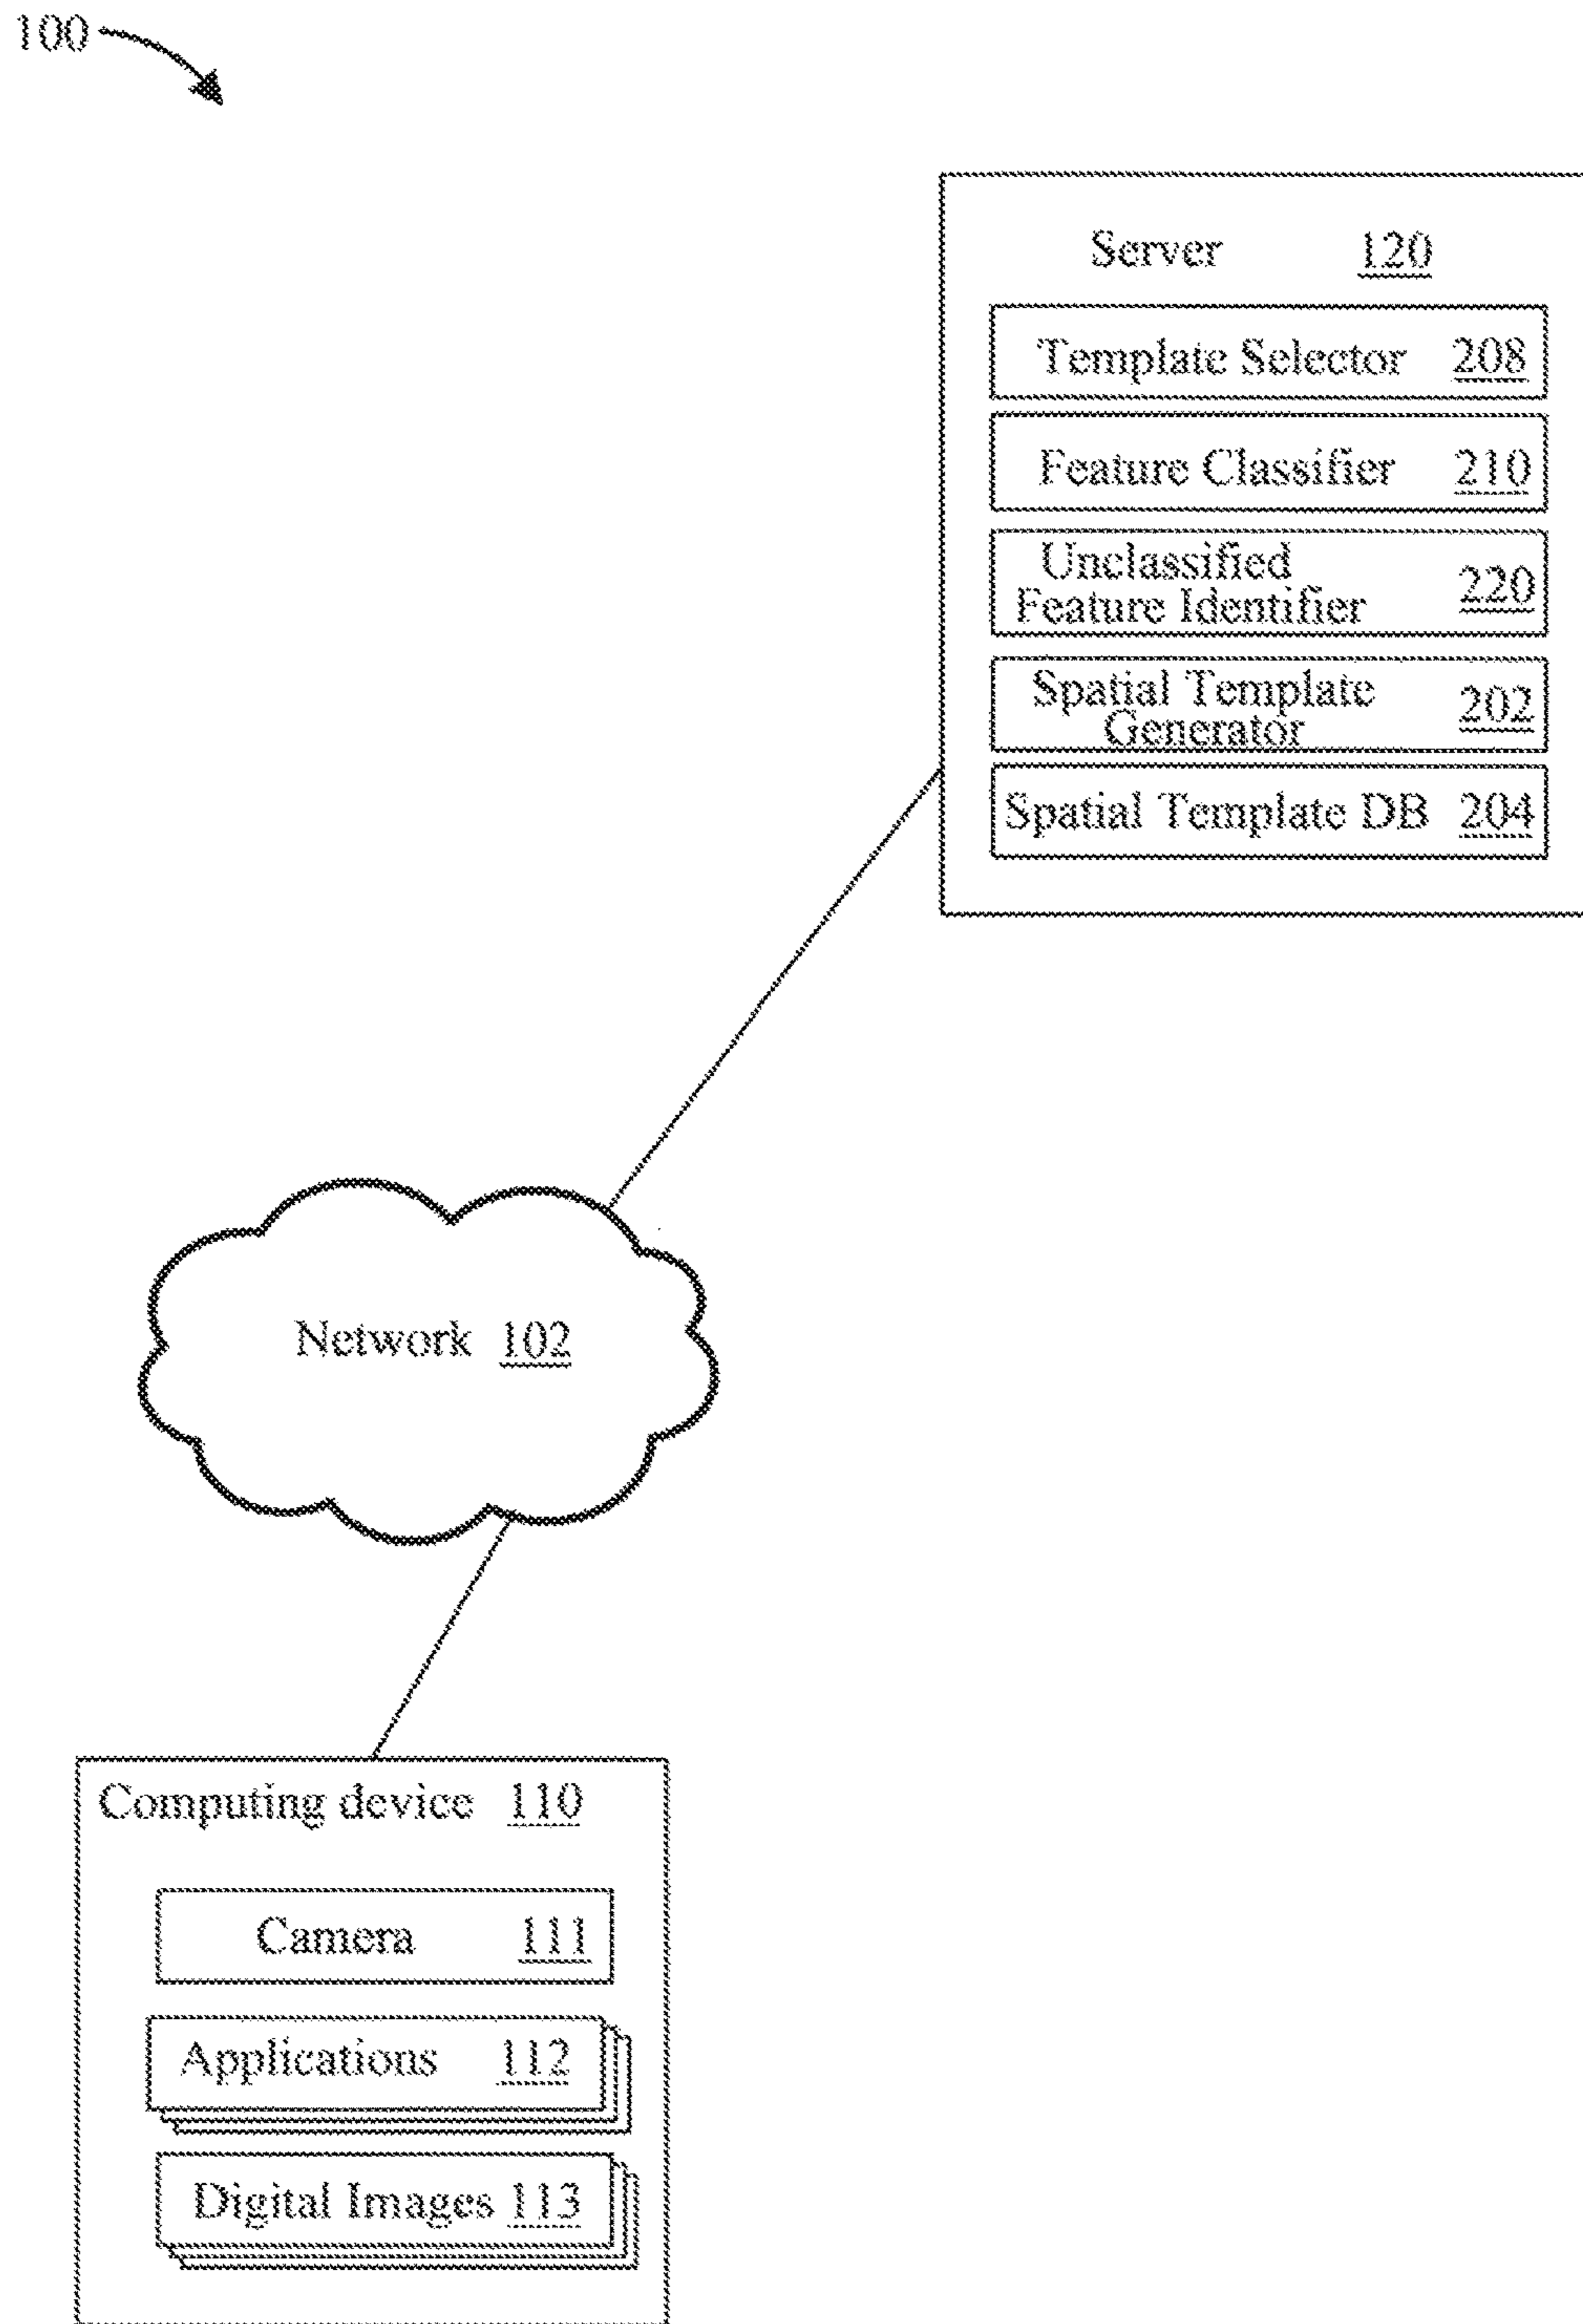 100
Server 120
Template Selector 208
Feature Classifier 210
Unclassified
Feature Identifier 220
Spatial Template
Generator 202
Spatial Template DB 204
Network 102
Computing device 110
Camera 111
Applications 112
Digital Images 113